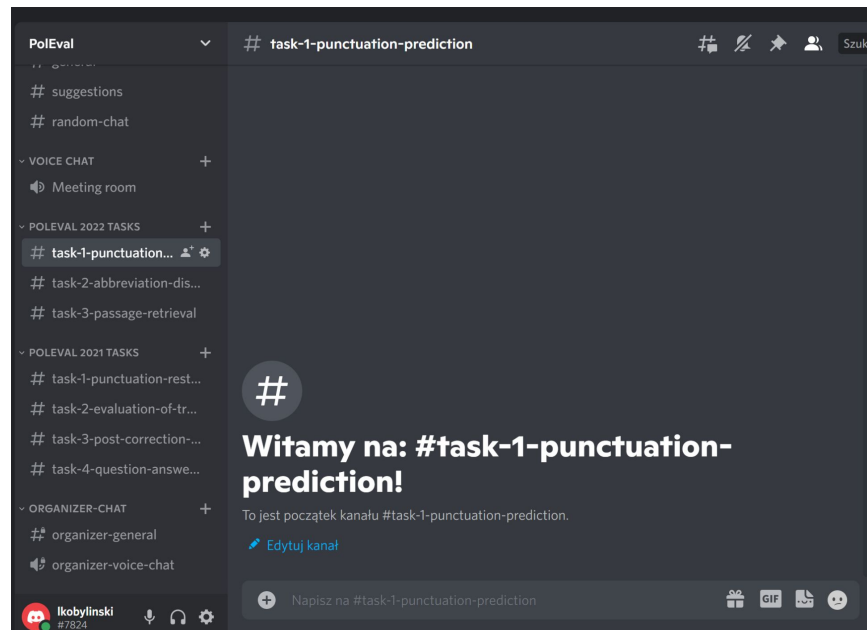 PolEval
general
suggestions
random-chat
VOICE CHAT
Meeting room
POLEVAL 2022 TASKS
task-1-punctuation...
task-2-abbreviation-dis...
task-3-passage-retrieval
POLEVAL 2021 TASKS
task-1-punctuation-rest...
task-2-evaluation-of-tr...
task-3-post-correction-...
task-4-question-answe...
ORGANIZER-CHAT
organizer-general
organizer-voice-chat
lkobylinski
#7824
# task-1-punctuation-prediction
Szuk
Witamy na: #task-1-punctuation-
prediction!
To jest początek kanału #task-1-punctuation-prediction.
Edytuj kanał
Napisz na #task-1-punctuation-prediction
GIF